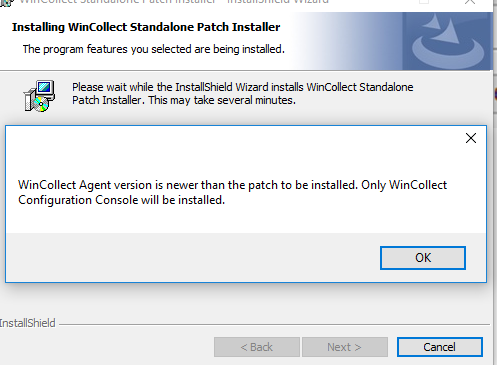 WinCollect Standalone Patch Installer - InstallShield Wizard
Installing WinCollect Standalone Patch Installer
The program features you selected are being installed.
Please wait while the InstallShield Wizard installs WinCollect Standalone
Patch Installer. This may take several minutes.
WinCollect Agent version is newer than the patch to be installed. Only WinCollect
Configuration Console will be installed.
OK
InstallShield
< Back
Next >
Cancel